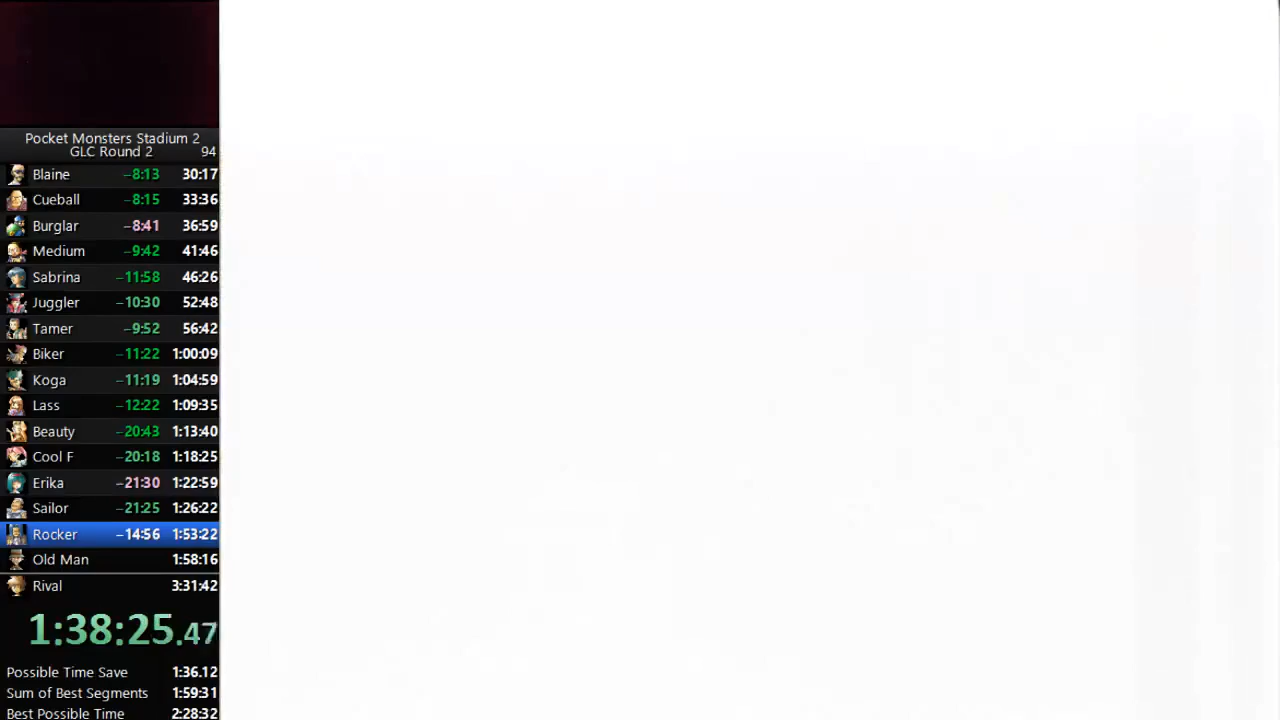 Pocket Monsters Stadium 2
GLC Round 2 94
Blaine −8:13 30:17
Cueball −8:15 33:36
Burglar −8:41 36:59
Medium −9:42 41:46
Sabrina −11:58 46:26
Juggler −10:30 52:48
Tamer −9:52 56:42
Biker −11:22 1:00:09
Koga −11:19 1:04:59
Lass −12:22 1:09:35
Beauty −20:43 1:13:40
Cool F −20:18 1:18:25
Erika −21:30 1:22:59
Sailor −21:25 1:26:22
Rocker −14:56 1:53:22
Old Man 1:58:16
Rival 3:31:42
1:38:25.47
Possible Time Save 1:36.12
Sum of Best Segments 1:59:31
Best Possible Time 2:28:32